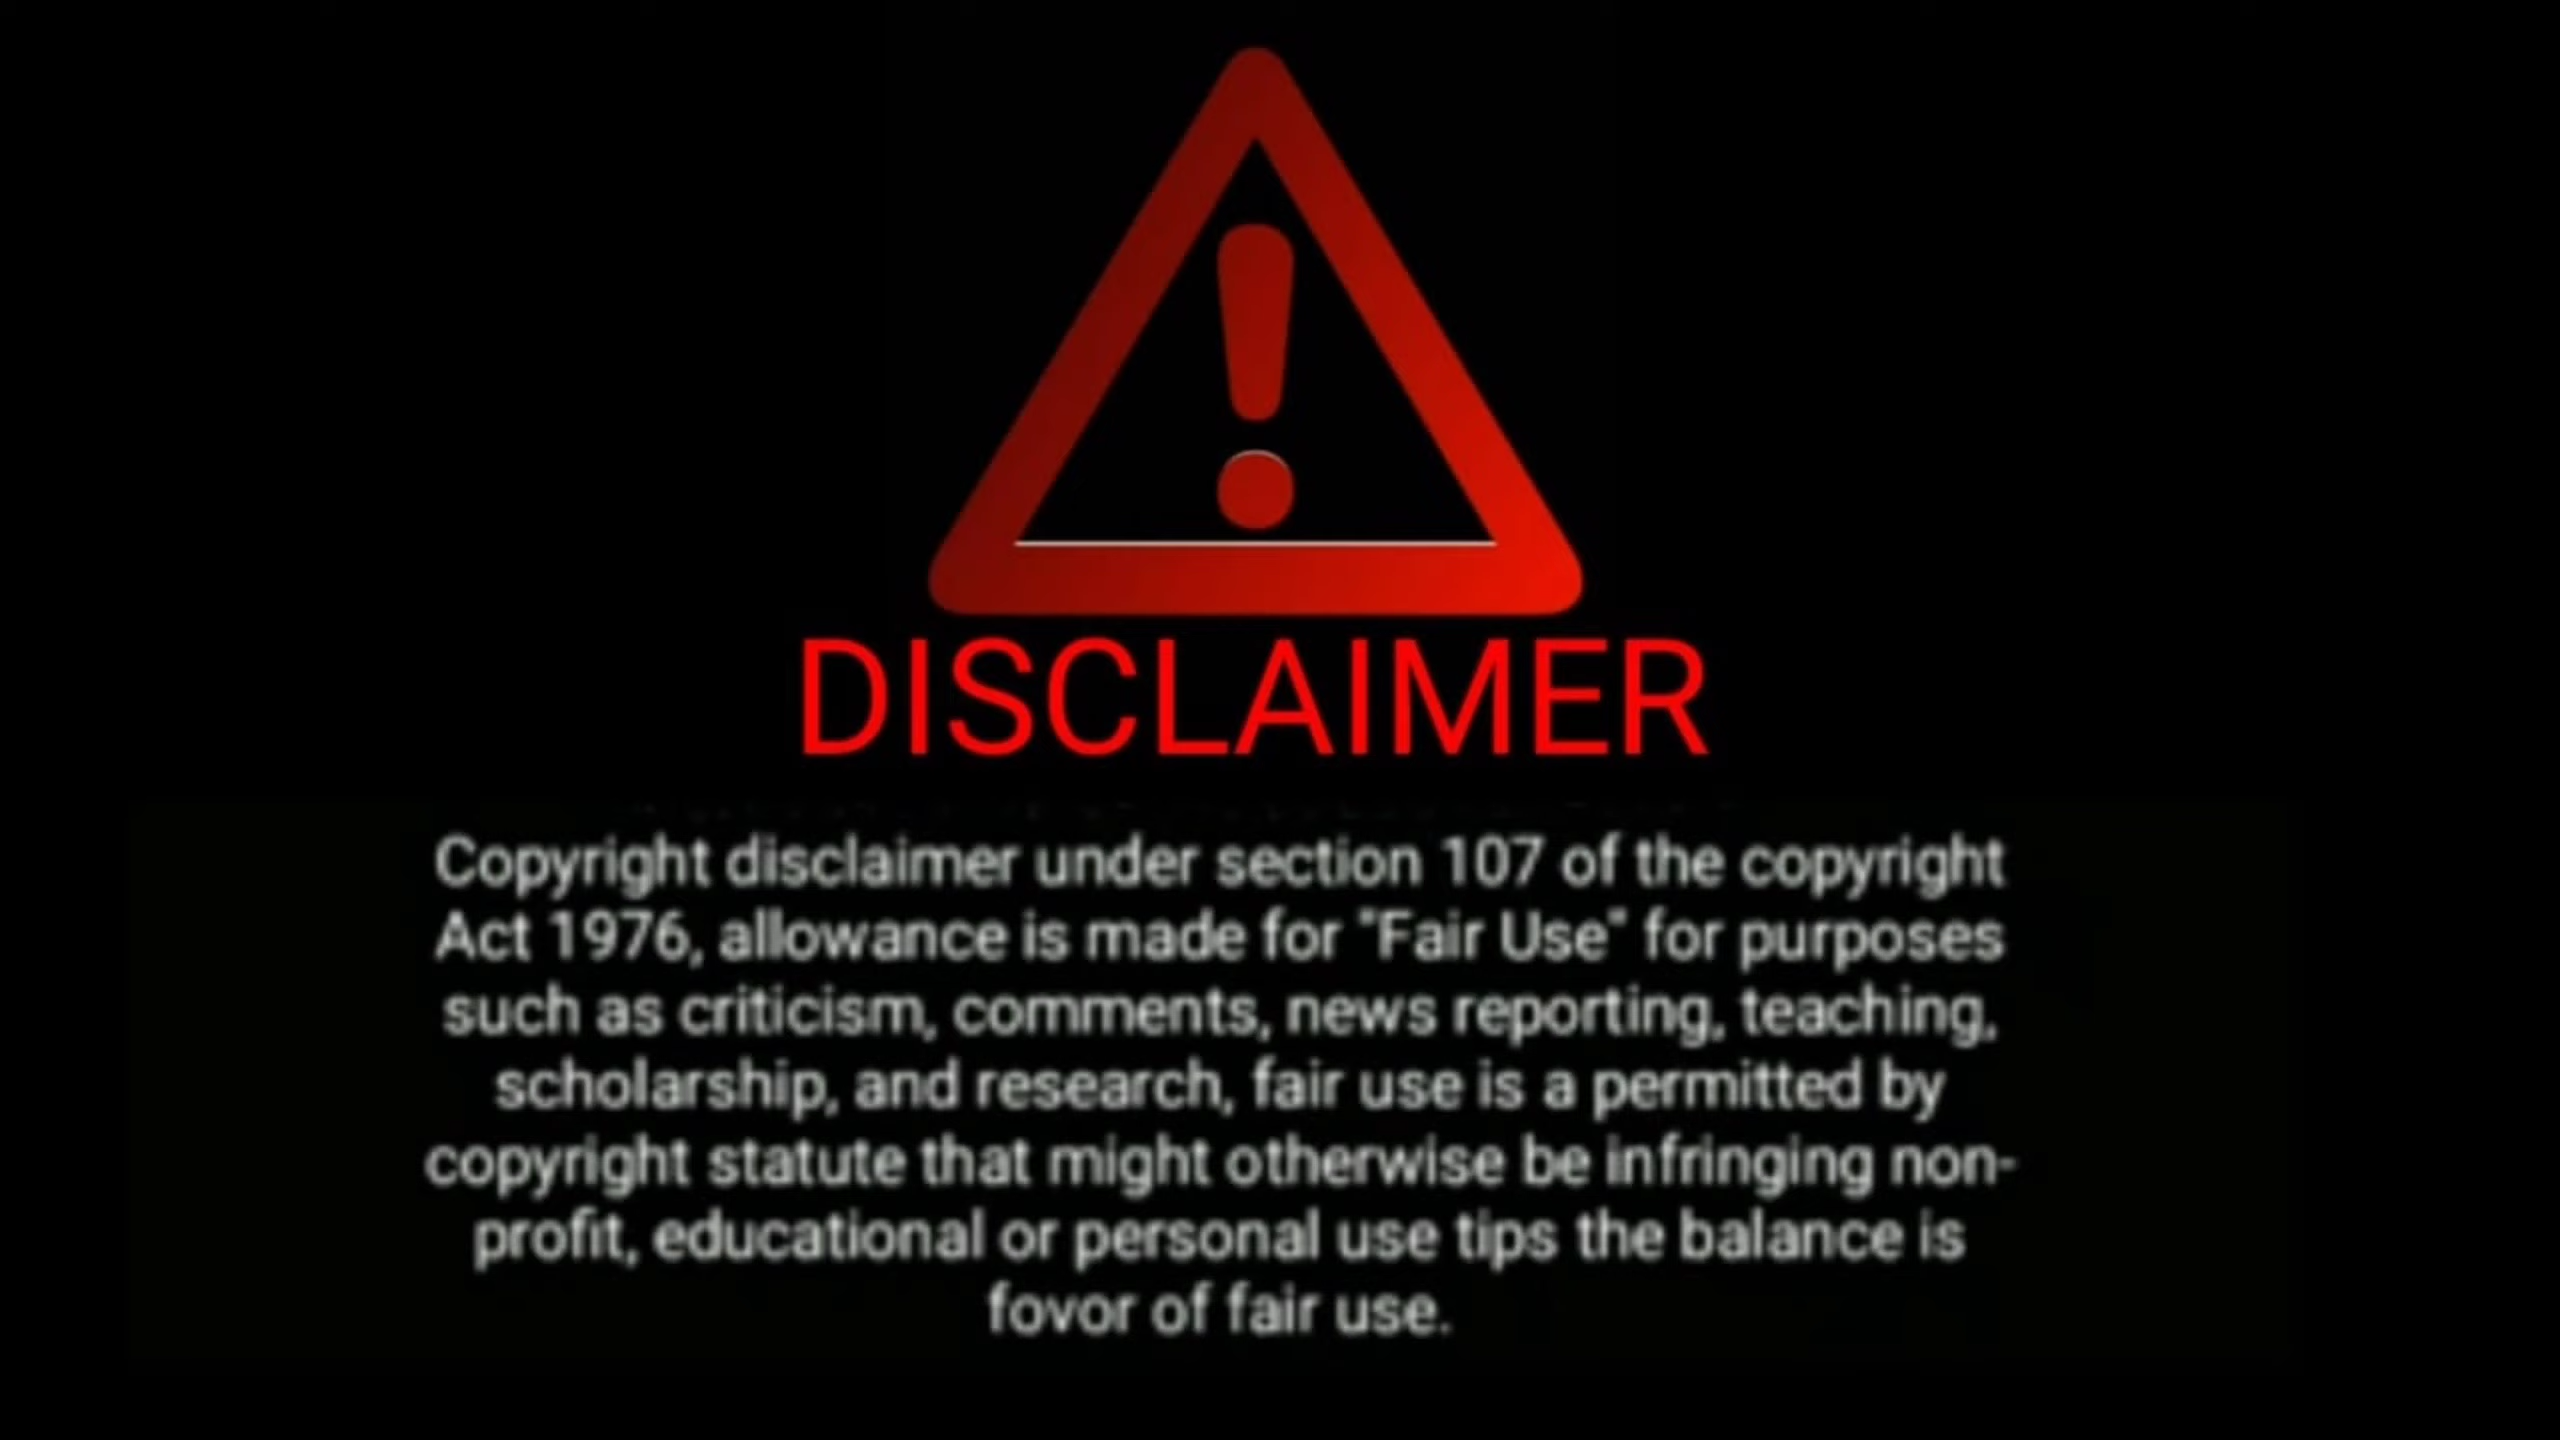 DISCLAIMER
Copyright disclaimer under section 107 of the copyright
Act 1976, allowance is made for "Fair Use" for purposes
such as criticism, comments, news reporting, teaching,
scholarship, and research, fair use is a permitted by
copyright statute that might otherwise be infringing non-
profit, educational or personal use tips the balance is
fovor of fair use.